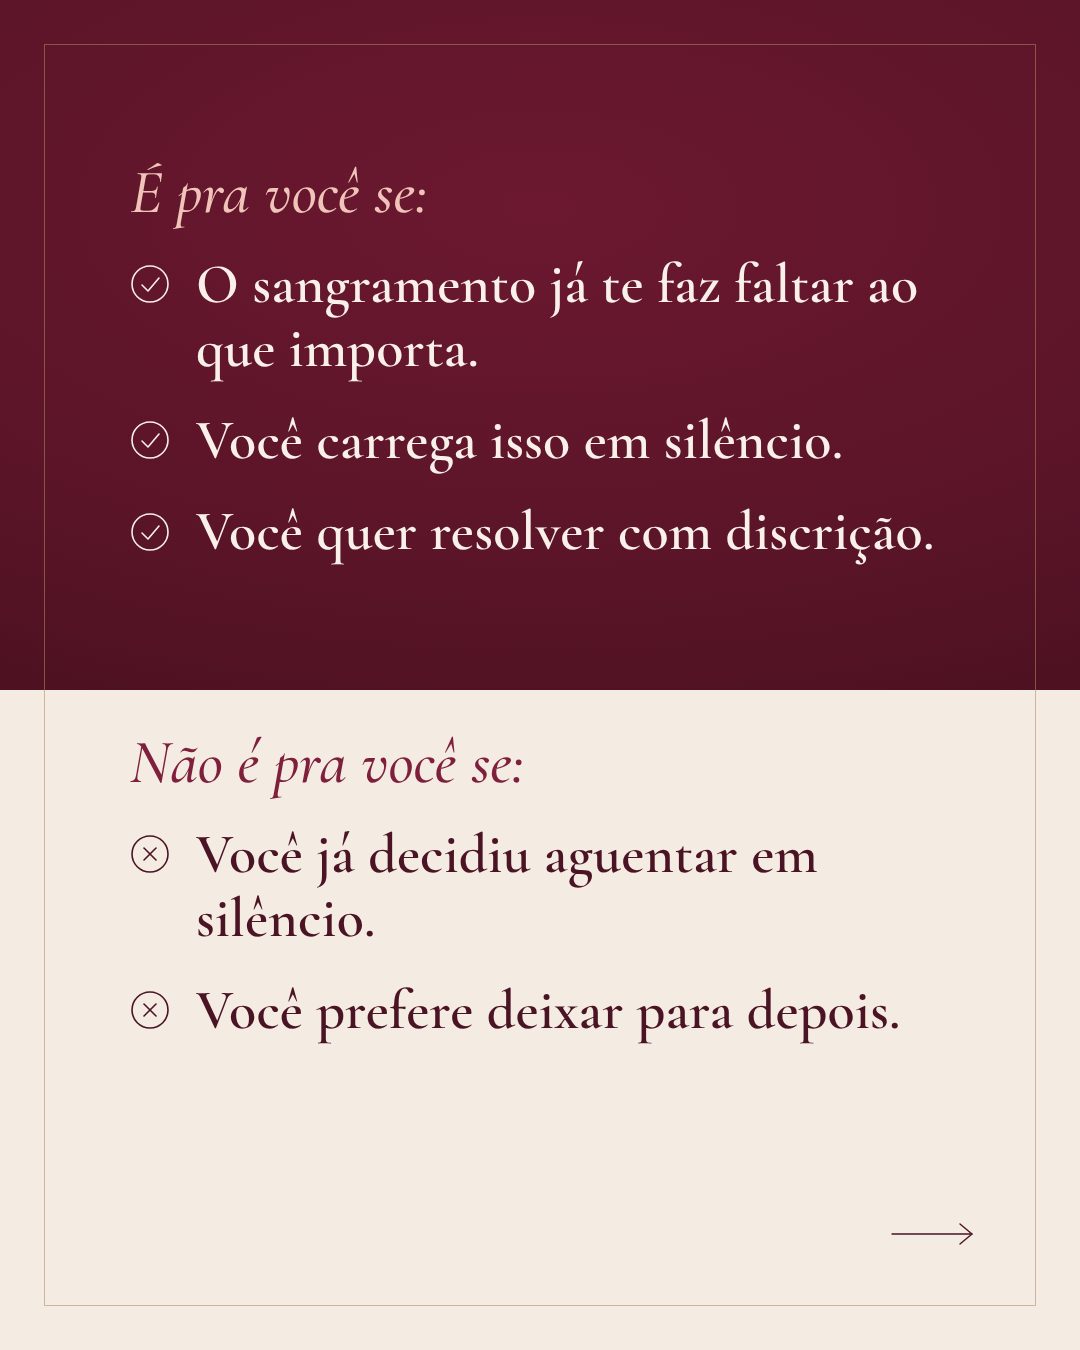 É pra você se:
O sangramento já te faz faltar ao
que importa.
Você carrega isso em silêncio.
Você quer resolver com discrição.
Não é pra você se:
Você já decidiu aguentar em
silêncio.
Você prefere deixar para depois.